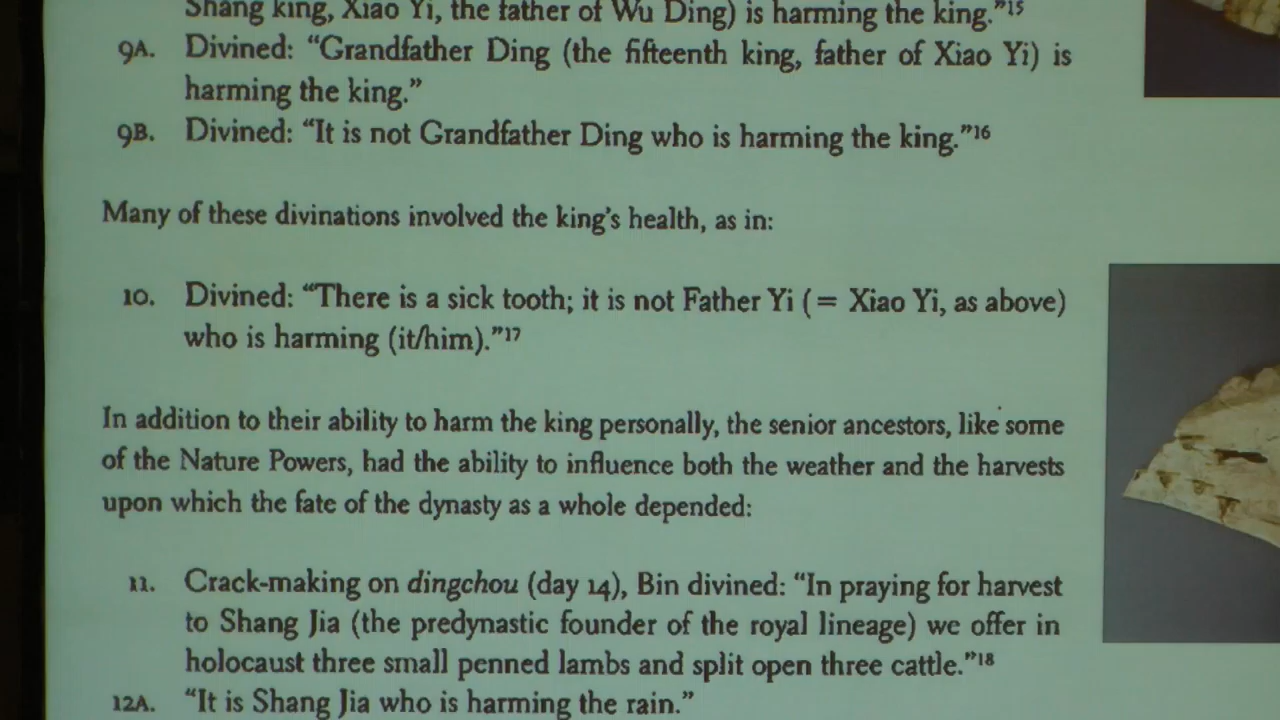 Shang king, Xiao Yi, the father of Wu Ding) is harming the king.”15
9A. Divined: “Grandfather Ding (the fifteenth king, father of Xiao Yi) is
harming the king.”
9B. Divined: “It is not Grandfather Ding who is harming the king.”16
Many of these divinations involved the king’s health, as in:
10. Divined: “There is a sick tooth; it is not Father Yi (= Xiao Yi, as above)
who is harming (it/him).”17
In addition to their ability to harm the king personally, the senior ancestors, like some
of the Nature Powers, had the ability to influence both the weather and the harvests
upon which the fate of the dynasty as a whole depended:
11. Crack-making on dingchou (day 14), Bin divined: “In praying for harvest
to Shang Jia (the predynastic founder of the royal lineage) we offer in
holocaust three small penned lambs and split open three cattle.”18
12A. “It is Shang Jia who is harming the rain.”